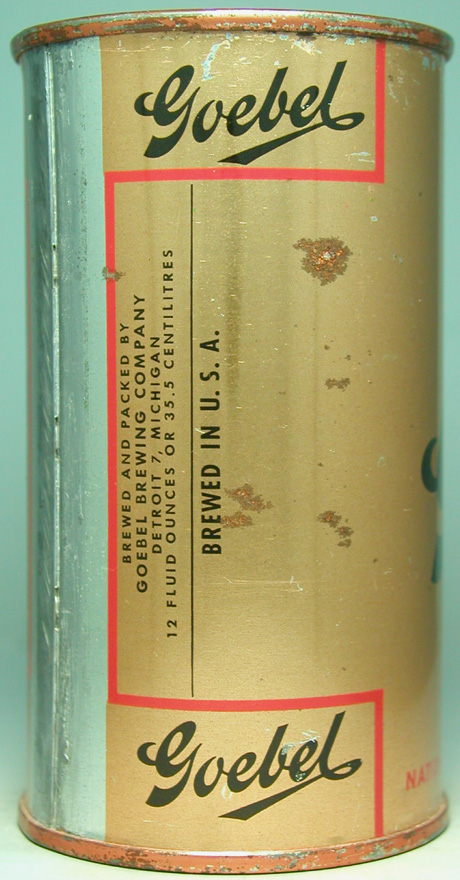 Goebel
BREWED AND PACKED BY
GOEBEL BREWING COMPANY
DETROIT 7, MICHIGAN
12 FLUID OUNCES OR 35.5 CENTILITRES
BREWED IN U. S. A.
Goebel